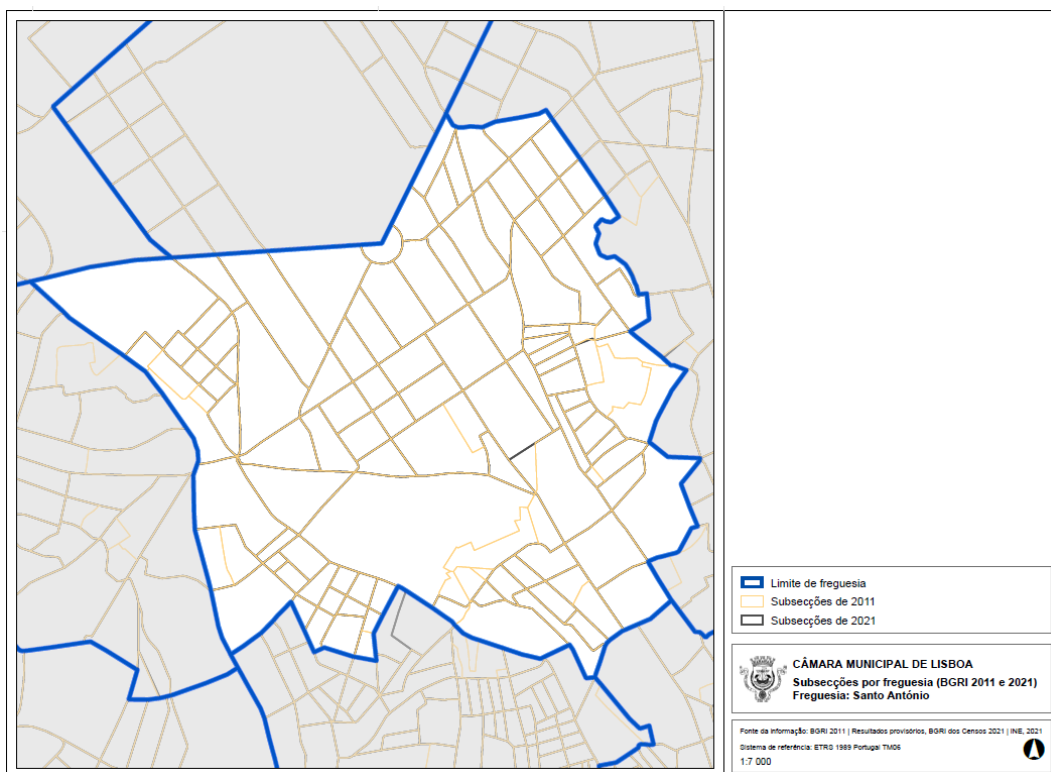 Limite de freguesia
Subsecções de 2011
Subsecções de 2021
CÂMARA MUNICIPAL DE LISBOA
Subsecções por freguesia (BGRI 2011 e 2021)
Freguesia: Santo António
Fonte da Informação: BGRI 2011 | Resultados provisórios, BGRI dos Censos 2021 | INE, 2021
Sistema de referência: ETRS 1989 Portugal TM06
1:7 000